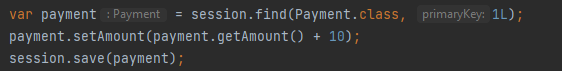 var payment : Payment = session.find(Payment.class, primaryKey: 1L);
payment.setAmount(payment.getAmount() + 10);
session.save(payment);